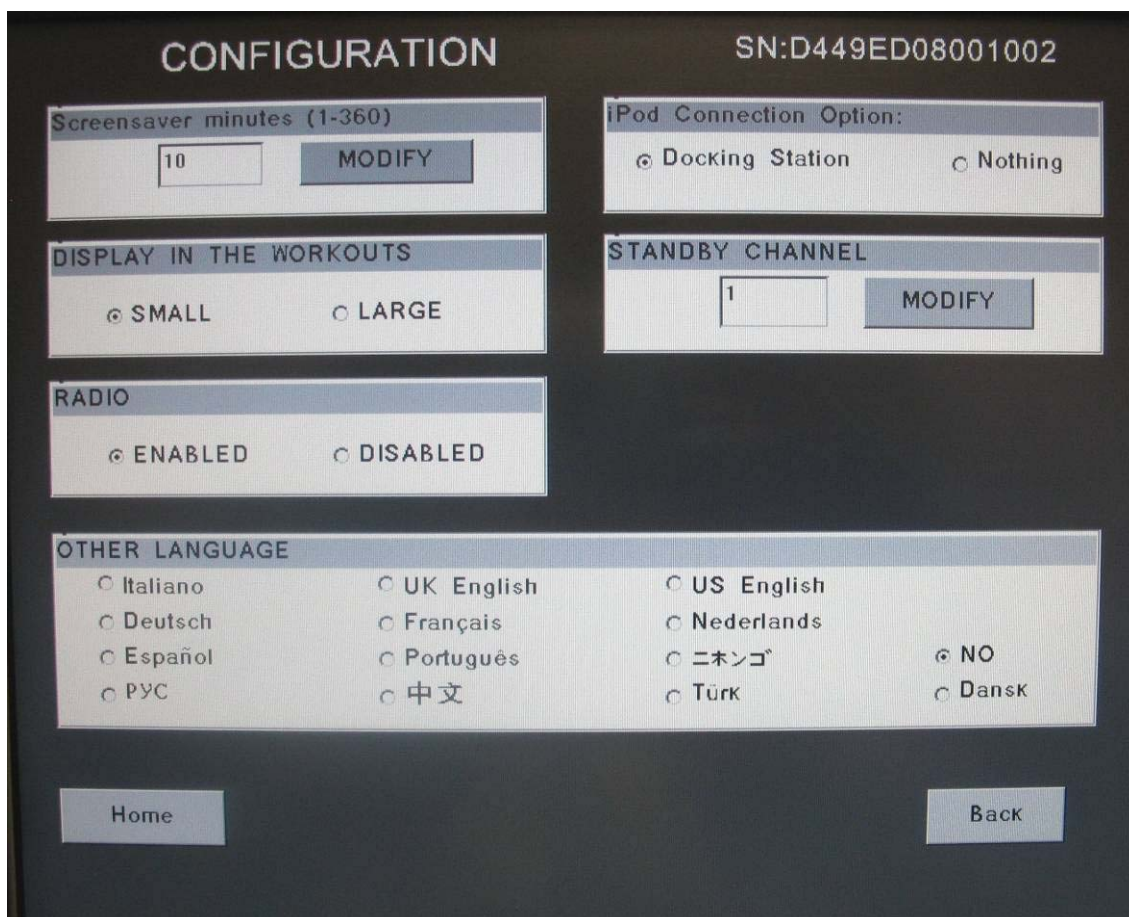 CONFIGURATION
SN:D449ED08001002
Screensaver minutes (1-360)
10
MODIFY
iPod Connection Option:
Docking Station
Nothing
DISPLAY IN THE WORKOUTS
SMALL
LARGE
STANDBY CHANNEL
1
MODIFY
RADIO
ENABLED
DISABLED
OTHER LANGUAGE
Italiano
UK English
US English
Deutsch
Français
Nederlands
Español
Português
ニホンゴ
NO
РУС
中文
Türk
Dansk
Home
Back